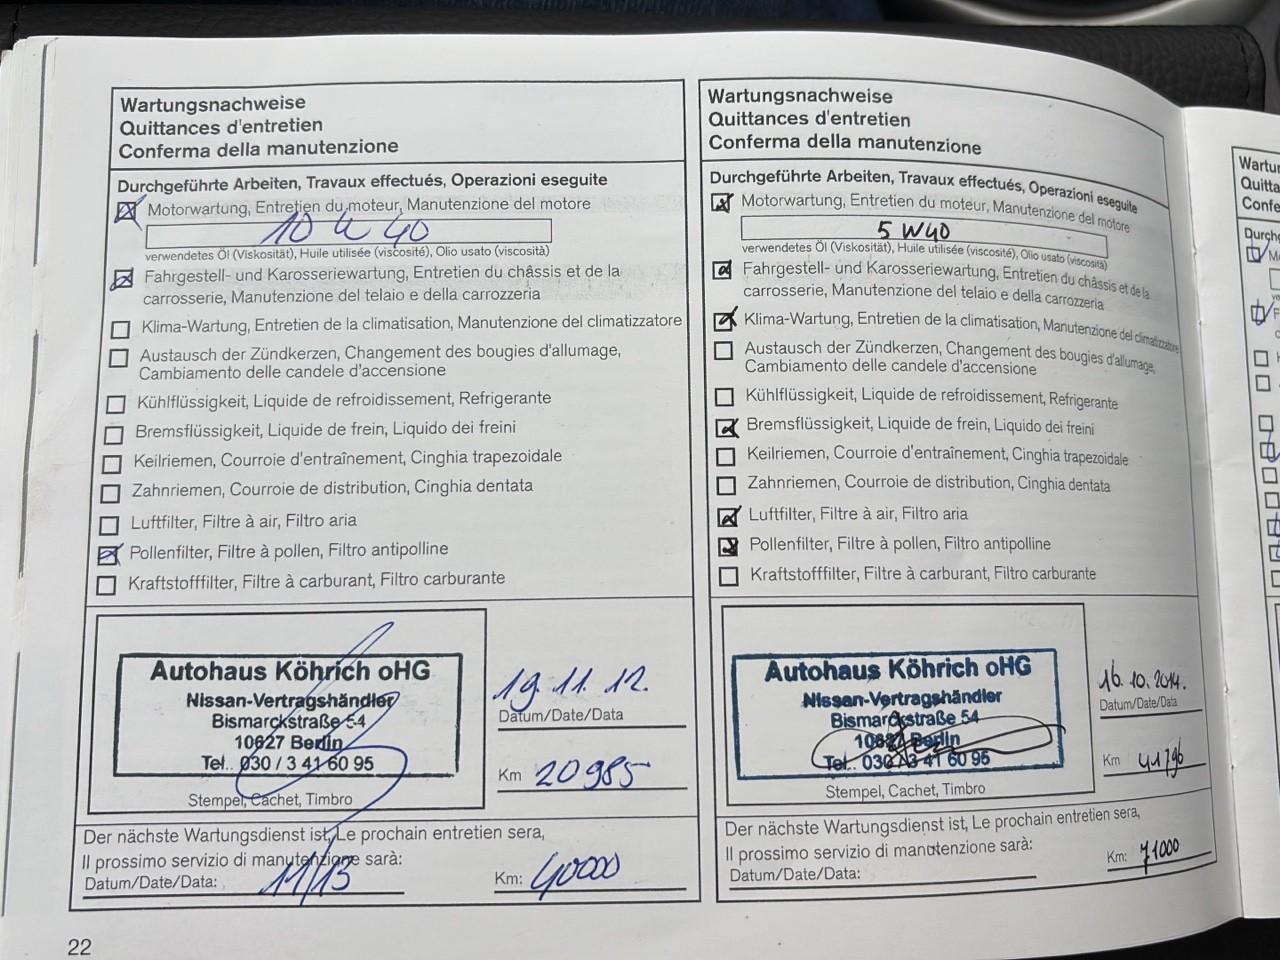 Wartungsnachweise
Quittances d'entretien
Conferma della manutenzione
Durchgeführte Arbeiten, Travaux effectués, Operazioni eseguite
Motorwartung, Entretien du moteur, Manutenzione del motore
10 W 40
verwendetes Öl (Viskosität), Huile utilisée (viscosité), Olio usato (viscosità)
Fahrgestell- und Karosseriewartung, Entretien du châssis et de la
carrosserie, Manutenzione del telaio e della carrozzeria
Klima-Wartung, Entretien de la climatisation, Manutenzione del climatizzatore
Austausch der Zündkerzen, Changement des bougies d'allumage,
Cambiamento delle candele d'accensione
Kühlflüssigkeit, Liquide de refroidissement, Refrigerante
Bremsflüssigkeit, Liquide de frein, Liquido dei freini
Keilriemen, Courroie d'entraînement, Cinghia trapezoidale
Zahnriemen, Courroie de distribution, Cinghia dentata
Luftfilter, Filtre à air, Filtro aria
Pollenfilter, Filtre à pollen, Filtro antipolline
Kraftstofffilter, Filtre à carburant, Filtro carburante
Autohaus Köhrich oHG
Nissan-Vertragshändler
Bismarckstraße 54
10627 Berlin
Tel.. 030 / 3 41 60 95
Stempel, Cachet, Timbro
19.11.12.
Datum/Date/Data
Km 20985
Der nächste Wartungsdienst ist, Le prochain entretien sera,
Il prossimo servizio di manutenzione sarà:
Datum/Date/Data: 11/13
Km: 40000
22
Wartungsnachweise
Quittances d'entretien
Conferma della manutenzione
Durchgeführte Arbeiten, Travaux effectués, Operazioni eseguite
Motorwartung, Entretien du moteur, Manutenzione del motore
5 W40
verwendetes Öl (Viskosität), Huile utilisée (viscosité), Olio usato (viscosità)
Fahrgestell- und Karosseriewartung, Entretien du châssis et de la
carrosserie, Manutenzione del telaio e della carrozzeria
Klima-Wartung, Entretien de la climatisation, Manutenzione del climatizzatore
Austausch der Zündkerzen, Changement des bougies d'allumage,
Cambiamento delle candele d'accensione
Kühlflüssigkeit, Liquide de refroidissement, Refrigerante
Bremsflüssigkeit, Liquide de frein, Liquido dei freini
Keilriemen, Courroie d'entraînement, Cinghia trapezoidale
Zahnriemen, Courroie de distribution, Cinghia dentata
Luftfilter, Filtre à air, Filtro aria
Pollenfilter, Filtre à pollen, Filtro antipolline
Kraftstofffilter, Filtre à carburant, Filtro carburante
Autohaus Köhrich oHG
Nissan-Vertragshändler
Bismarckstraße 54
10627 Berlin
Tel.. 030 / 3 41 60 95
Stempel, Cachet, Timbro
16.10.2014.
Datum/Date/Data
Km 41796
Der nächste Wartungsdienst ist, Le prochain entretien sera,
Il prossimo servizio di manutenzione sarà:
Datum/Date/Data:
Km: 71000